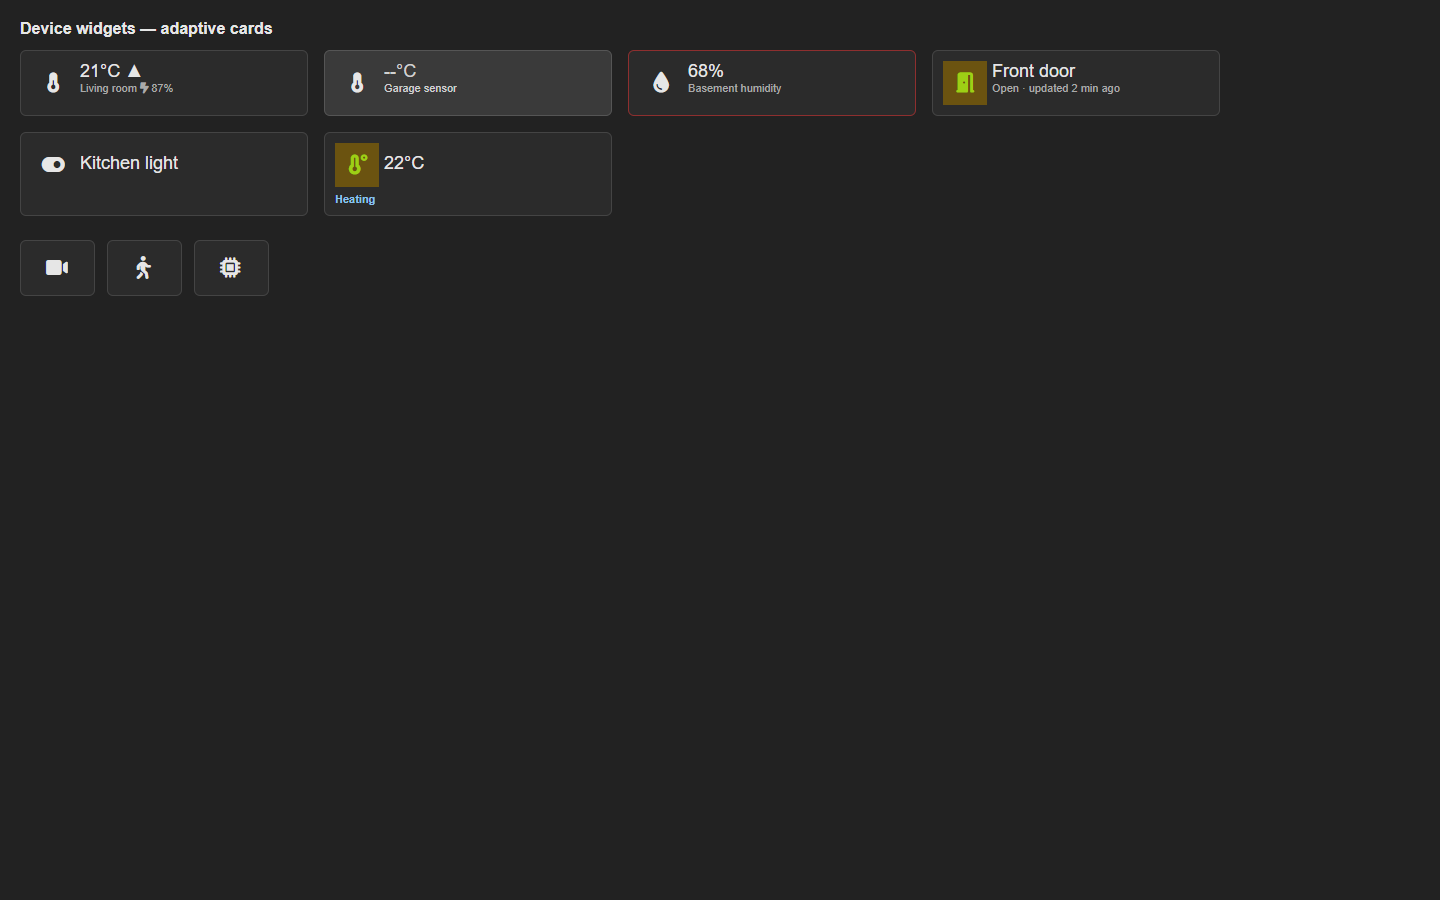 Device widgets — adaptive cards
21°C ▲
Living room 87%
--°C
Garage sensor
68%
Basement humidity
Front door
Open · updated 2 min ago
Kitchen light
22°C
Heating